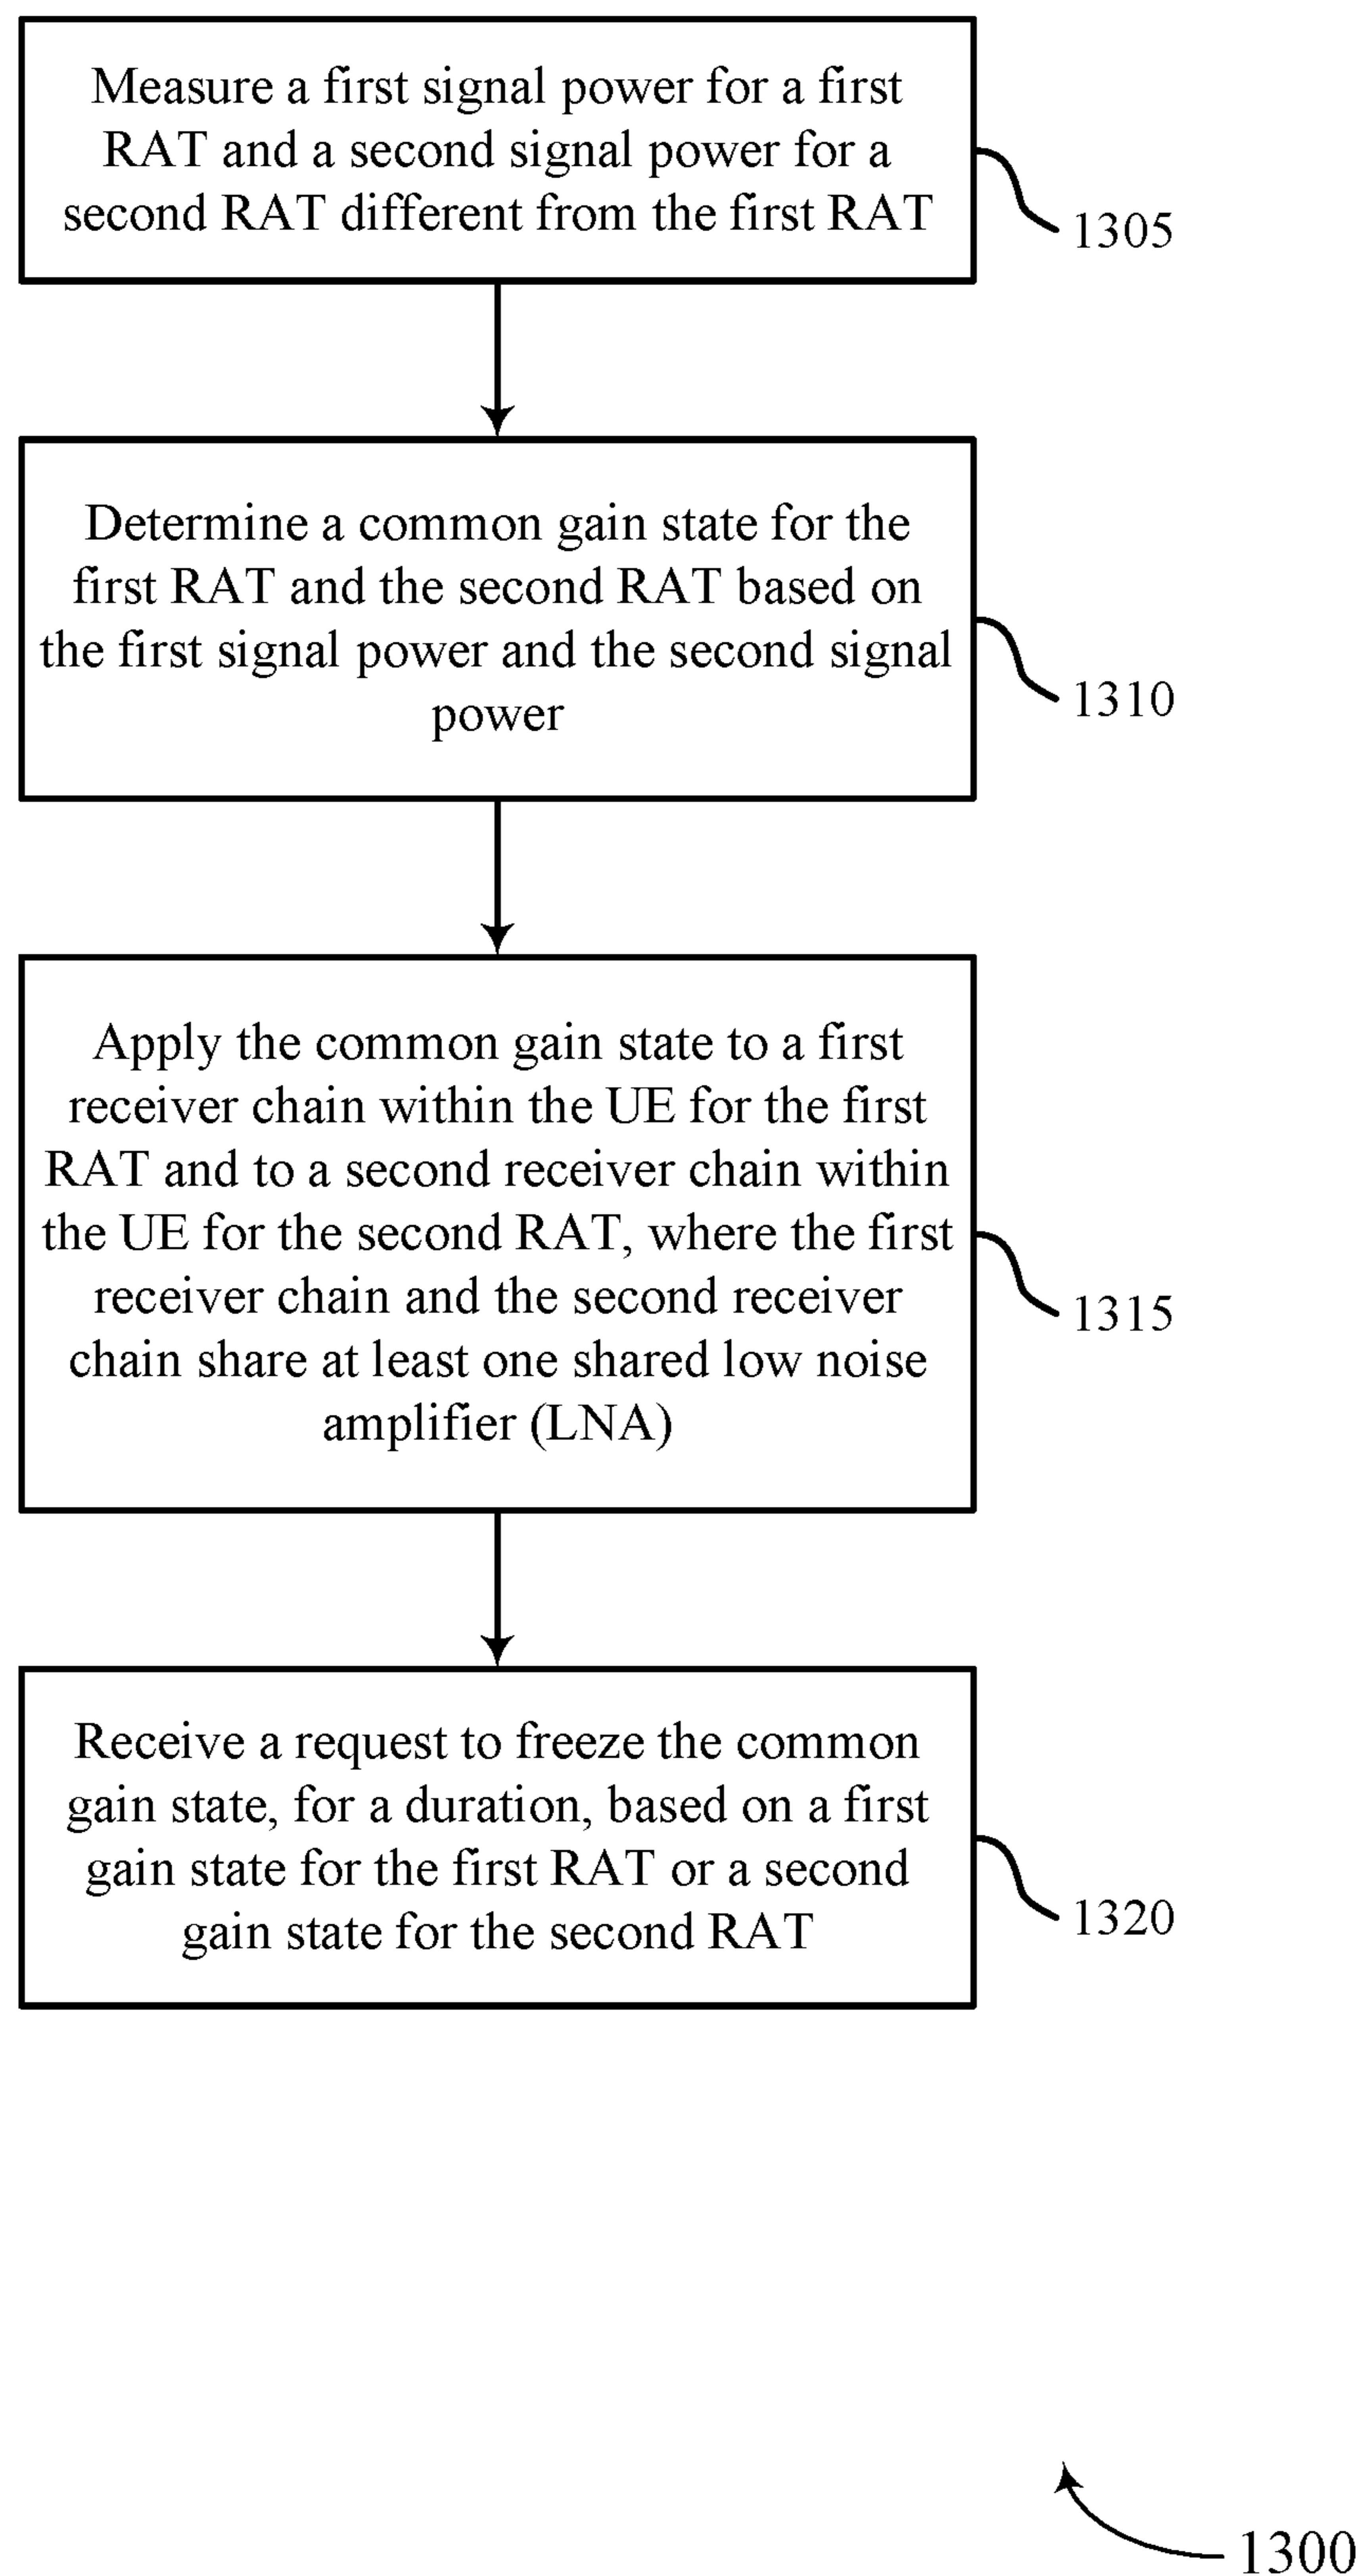 Measure a first signal power for a first
RAT and a second signal power for a
second RAT different from the first RAT
1305
Determine a common gain state for the
first RAT and the second RAT based on
the first signal power and the second signal
power
1310
Apply the common gain state to a first
receiver chain within the UE for the first
RAT and to a second receiver chain within
the UE for the second RAT, where the first
receiver chain and the second receiver
chain share at least one shared low noise
amplifier (LNA)
1315
Receive a request to freeze the common
gain state, for a duration, based on a first
gain state for the first RAT or a second
gain state for the second RAT
1320
1300